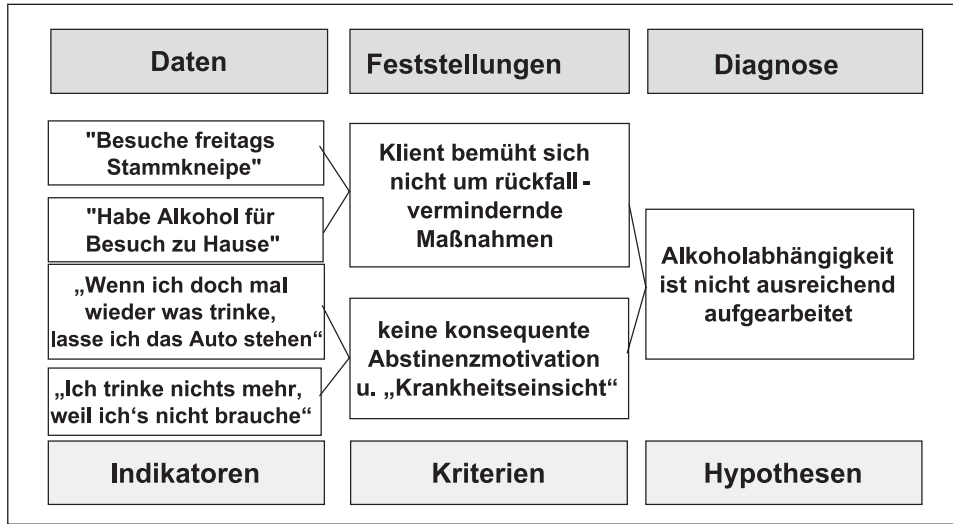 Daten
Feststellungen
Diagnose
"Besuche freitags
Stammkneipe"
"Habe Alkohol für
Besuch zu Hause"
„Wenn ich doch mal
wieder was trinke,
lasse ich das Auto stehen“
„Ich trinke nichts mehr,
weil ich‘s nicht brauche“
Klient bemüht sich
nicht um rückfall-
vermindernde
Maßnahmen
keine konsequente
Abstinenzmotivation
u. „Krankheitseinsicht“
Alkoholabhängigkeit
ist nicht ausreichend
aufgearbeitet
Indikatoren
Kriterien
Hypothesen